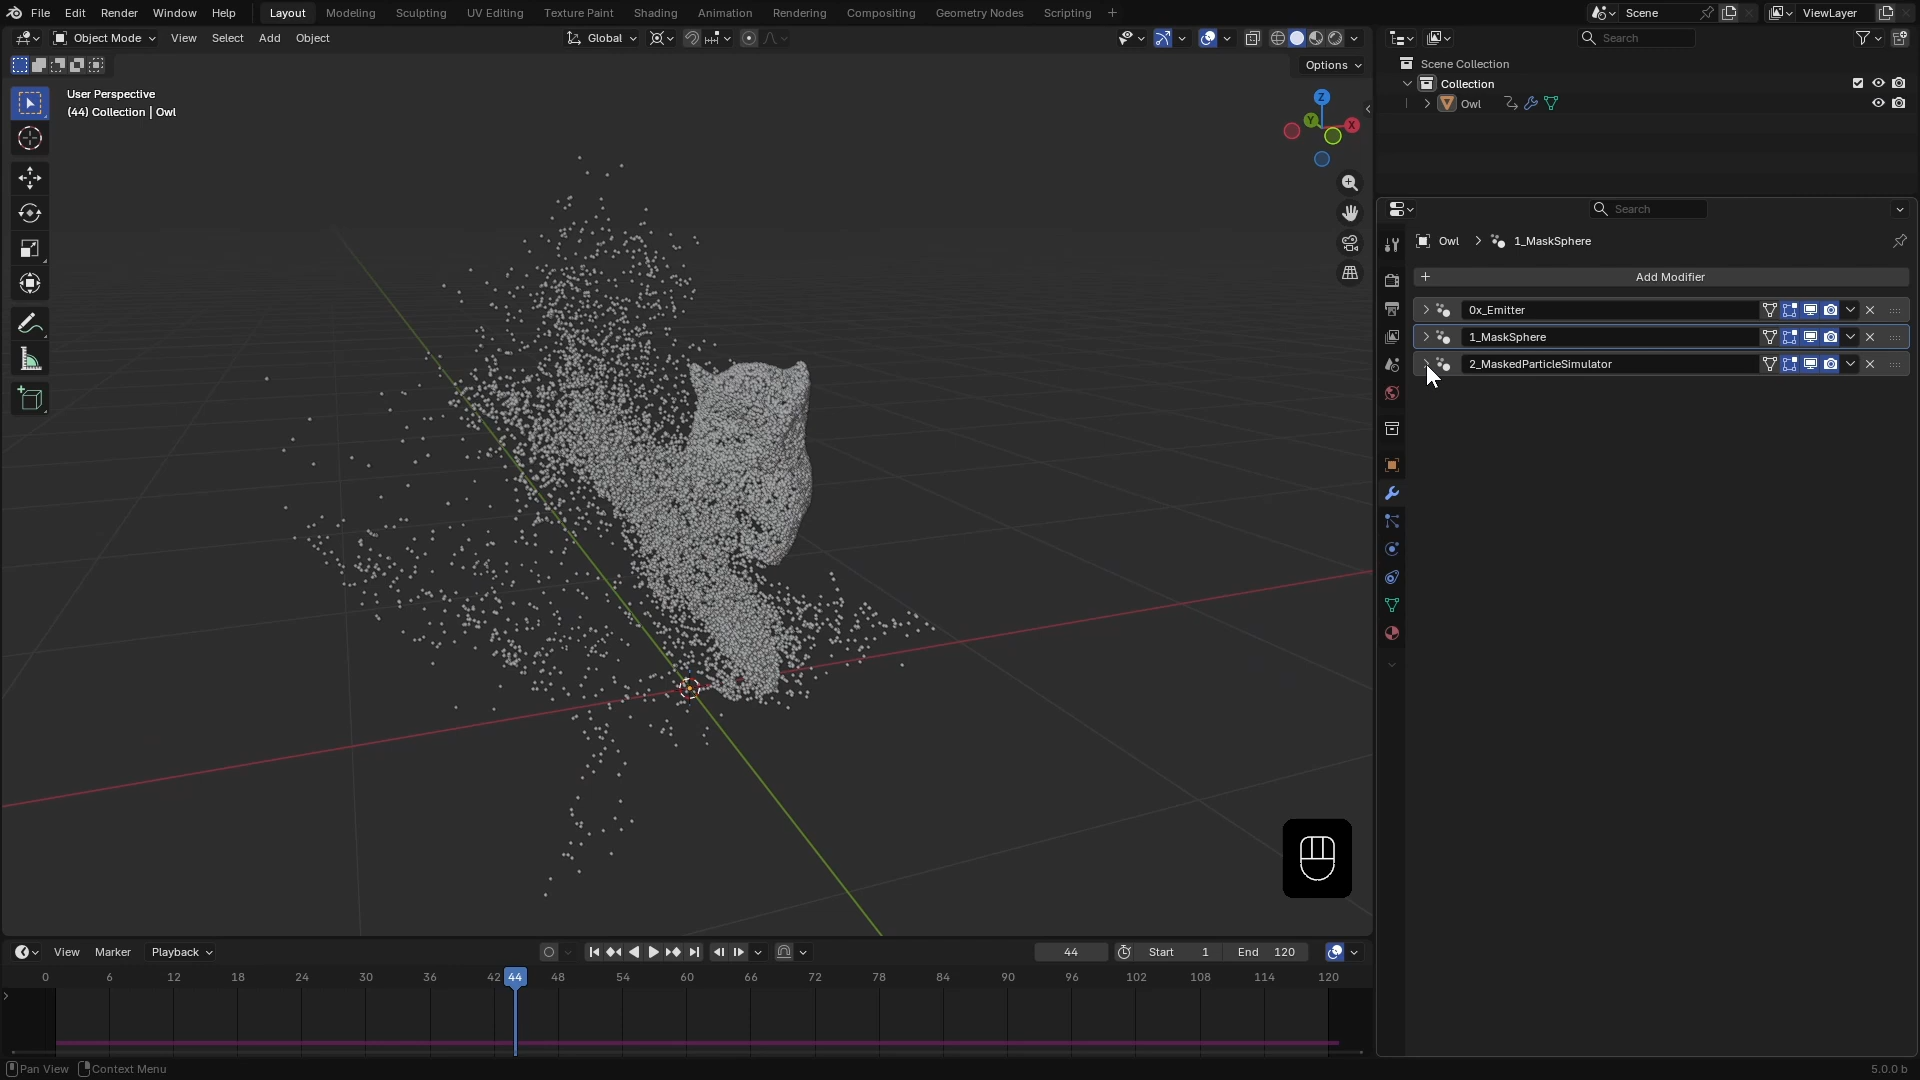 File Edit Render Window Help Layout Modeling Sculpting UV Editing Texture Paint Shading Animation Rendering Compositing Geometry Nodes Scripting + Scene ViewLayer
Object Mode View Select Add Object Global Search
Options
User Perspective
(44) Collection | Owl
Z
Y
X
Scene Collection
Collection
Owl
Search
Owl > 1_MaskSphere
+ Add Modifier
0x_Emitter
1_MaskSphere
2_MaskedParticleSimulator
View Marker Playback 44 Start 1 End 120
0 6 12 18 24 30 36 42 44 48 54 60 66 72 78 84 90 96 102 108 114 120
Pan View Context Menu 5.0.0 b